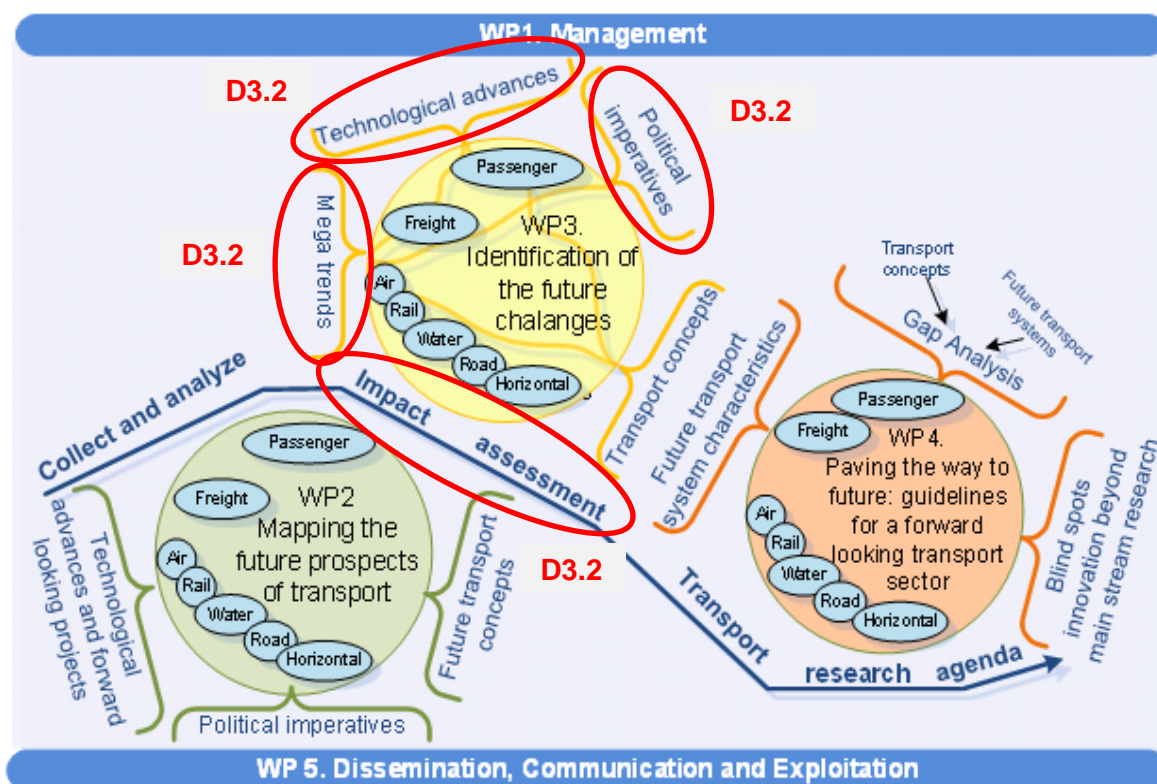 WP1. Management
D3.2
Technological advances
Political
imperatives
D3.2
Mega trends
D3.2
Passenger
Freight
WP3.
Identification of
the future
chalanges
Air
Rail
Water
Road
Horizontal
Transport concepts
Collect and analyze
Impact assessment
D3.2
Transport research agenda
Passenger
Freight
WP2
Mapping the
future prospects
of transport
Air
Rail
Water
Road
Horizontal
Technological
advances and forward
looking projects
Future transport
concepts
Political imperatives
Future transport
system characteristics
Transport
concepts
Future transport
systems
Gap Analysis
Passenger
Freight
WP4.
Paving the way to
future: guidelines
for a forward
looking transport
sector
Air
Rail
Water
Road
Horizontal
Blind spots
innovation beyond
main stream research
WP 5. Dissemination, Communication and Exploitation